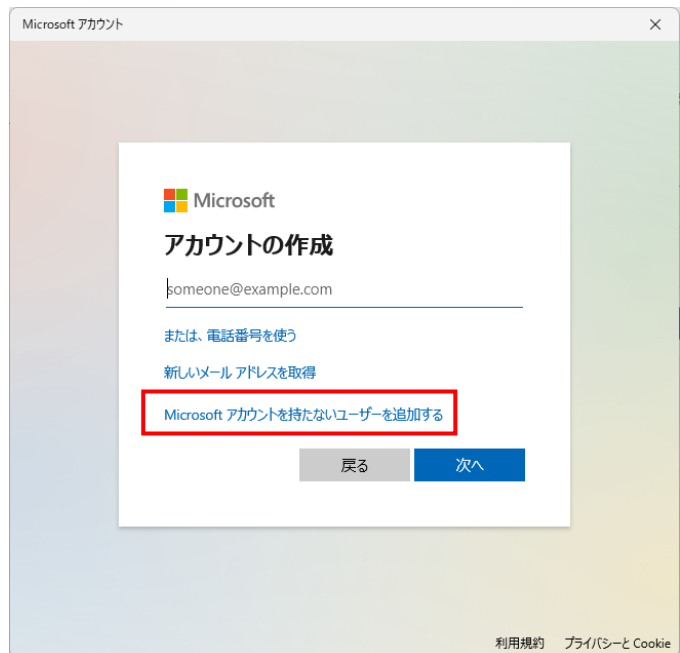 Microsoft アカウント
Microsoft
アカウントの作成
someone@example.com
または、電話番号を使う
新しいメール アドレスを取得
Microsoft アカウントを持たないユーザーを追加する
戻る 次へ
利用規約 プライバシーと Cookie